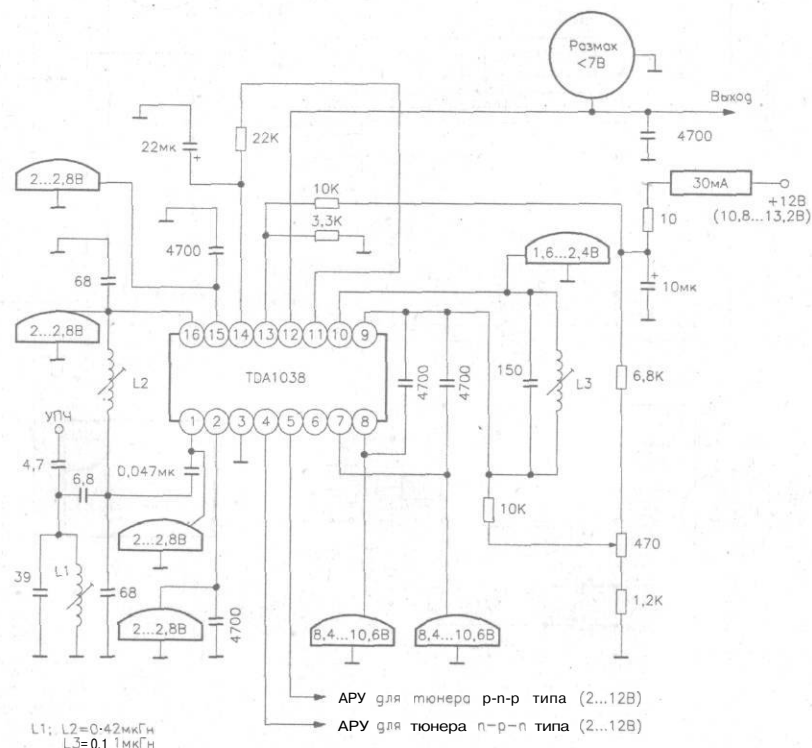 Размах
<7В
Выход
4700
22К
22мк
+
30мА
+12В
(10,8...13,2В)
10К
10
2...2,8В
3,3К
4700
1,6...2,4В
+
10мк
68
2...2,8В
16 15 14 13 12 11 10 9
TDA1038
L2
4700
4700
150
L3
6,8К
1 2 3 4 5 6 7 8
УПЧ
4,7
6,8
0,047мк
10К
470
2...2,8В
39
L1
68
1,2К
2...2,8В
4700
8,4...10,6В
8,4...10,6В
АРУ для тюнера p-n-p типа (2...12В)
АРУ для тюнера n-p-n типа (2...12В)
L1; L2=0.42мкГн
L3=0.1 1мкГн